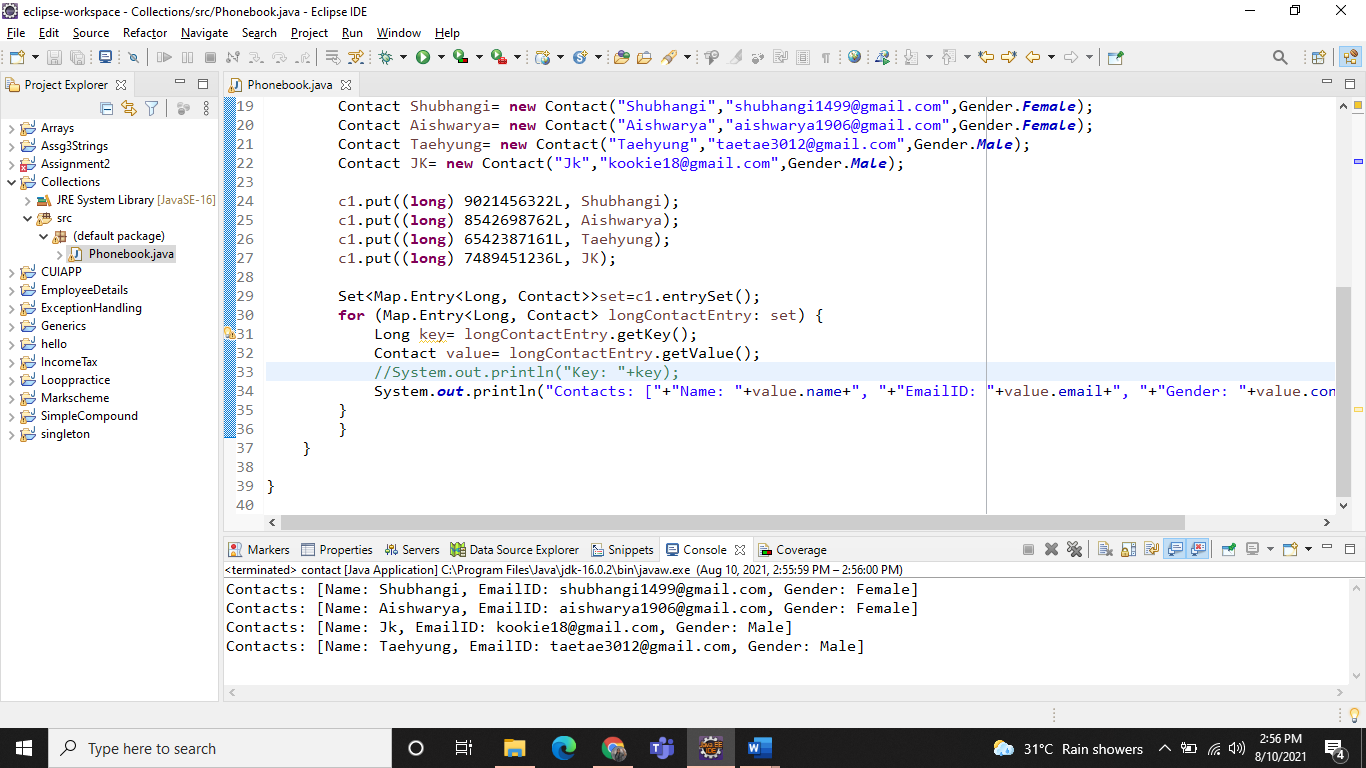 eclipse-workspace - Collections/src/Phonebook.java - Eclipse IDE
File Edit Source Refactor Navigate Search Project Run Window Help
Project Explorer
Phonebook.java
Arrays
Assg3Strings
Assignment2
Collections
JRE System Library [JavaSE-16]
src
(default package)
Phonebook.java
CUIAPP
EmployeeDetails
ExceptionHandling
Generics
hello
IncomeTax
Looppractice
Markscheme
SimpleCompound
singleton
19 Contact Shubhangi= new Contact("Shubhangi","shubhangi1499@gmail.com",Gender.Female);
20 Contact Aishwarya= new Contact("Aishwarya","aishwarya1906@gmail.com",Gender.Female);
21 Contact Taehyung= new Contact("Taehyung","taetae3012@gmail.com",Gender.Male);
22 Contact JK= new Contact("Jk","kookie18@gmail.com",Gender.Male);
23
24 c1.put((long) 9021456322L, Shubhangi);
25 c1.put((long) 8542698762L, Aishwarya);
26 c1.put((long) 6542387161L, Taehyung);
27 c1.put((long) 7489451236L, JK);
28
29 Set<Map.Entry<Long, Contact>>set=c1.entrySet();
30 for (Map.Entry<Long, Contact> longContactEntry: set) {
31 Long key= longContactEntry.getKey();
32 Contact value= longContactEntry.getValue();
33 //System.out.println("Key: "+key);
34 System.out.println("Contacts: ["+"Name: "+value.name+", "+"EmailID: "+value.email+", "+"Gender: "+value.con
35 }
36 }
37 }
38
39 }
40
Markers Properties Servers Data Source Explorer Snippets Console Coverage
<terminated> contact [Java Application] C:\Program Files\Java\jdk-16.0.2\bin\javaw.exe (Aug 10, 2021, 2:55:59 PM – 2:56:00 PM)
Contacts: [Name: Shubhangi, EmailID: shubhangi1499@gmail.com, Gender: Female]
Contacts: [Name: Aishwarya, EmailID: aishwarya1906@gmail.com, Gender: Female]
Contacts: [Name: Jk, EmailID: kookie18@gmail.com, Gender: Male]
Contacts: [Name: Taehyung, EmailID: taetae3012@gmail.com, Gender: Male]
Type here to search
31°C Rain showers
2:56 PM
8/10/2021
4